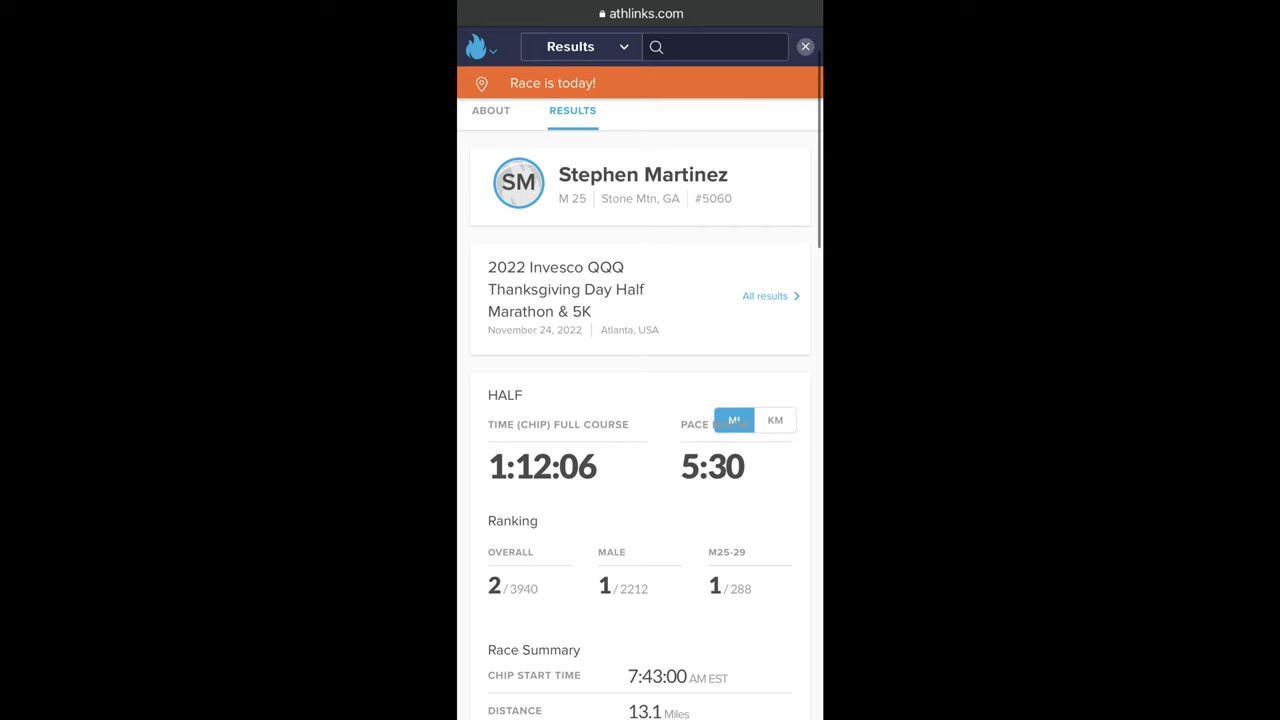 athlinks.com
Results
Race is today!
ABOUT RESULTS
SM
Stephen Martinez
M 25 Stone Mtn, GA #5060
2022 Invesco QQQ
Thanksgiving Day Half
Marathon & 5K
All results
November 24, 2022 Atlanta, USA
HALF
MI KM
TIME (CHIP) FULL COURSE PACE
1:12:06 5:30
Ranking
OVERALL MALE M25-29
2 / 3940 1 / 2212 1 / 288
Race Summary
CHIP START TIME 7:43:00 AM EST
DISTANCE 13.1 Miles